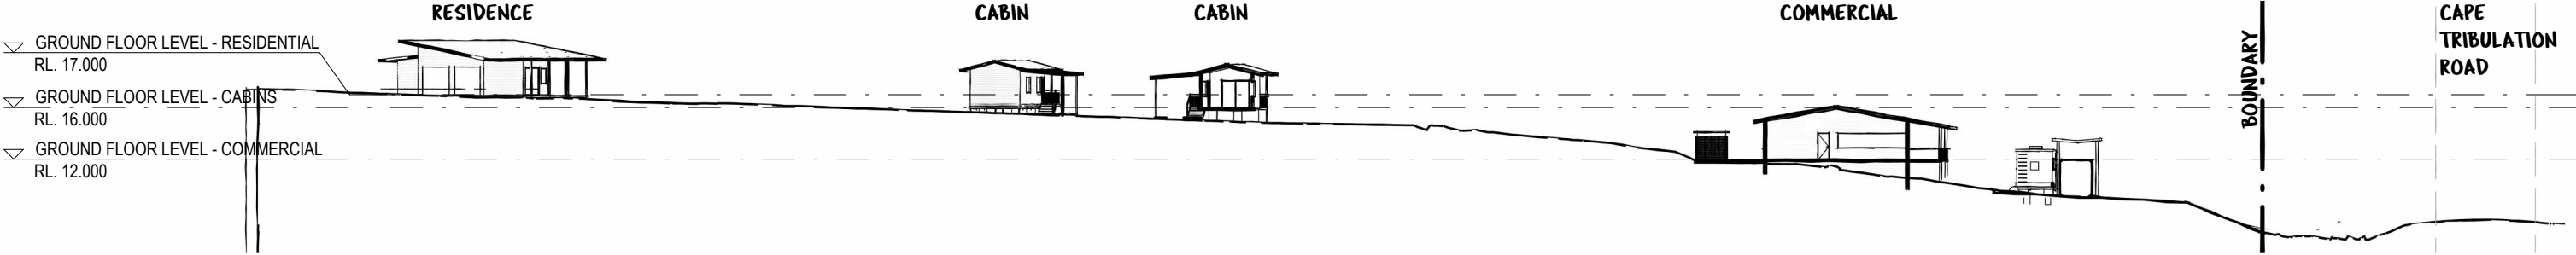 RESIDENCE
CABIN
CABIN
COMMERCIAL
CAPE
TRIBULATION
ROAD
BOUNDARY
GROUND FLOOR LEVEL - RESIDENTIAL
RL. 17.000
GROUND FLOOR LEVEL - CABINS
RL. 16.000
GROUND FLOOR LEVEL - COMMERCIAL
RL. 12.000